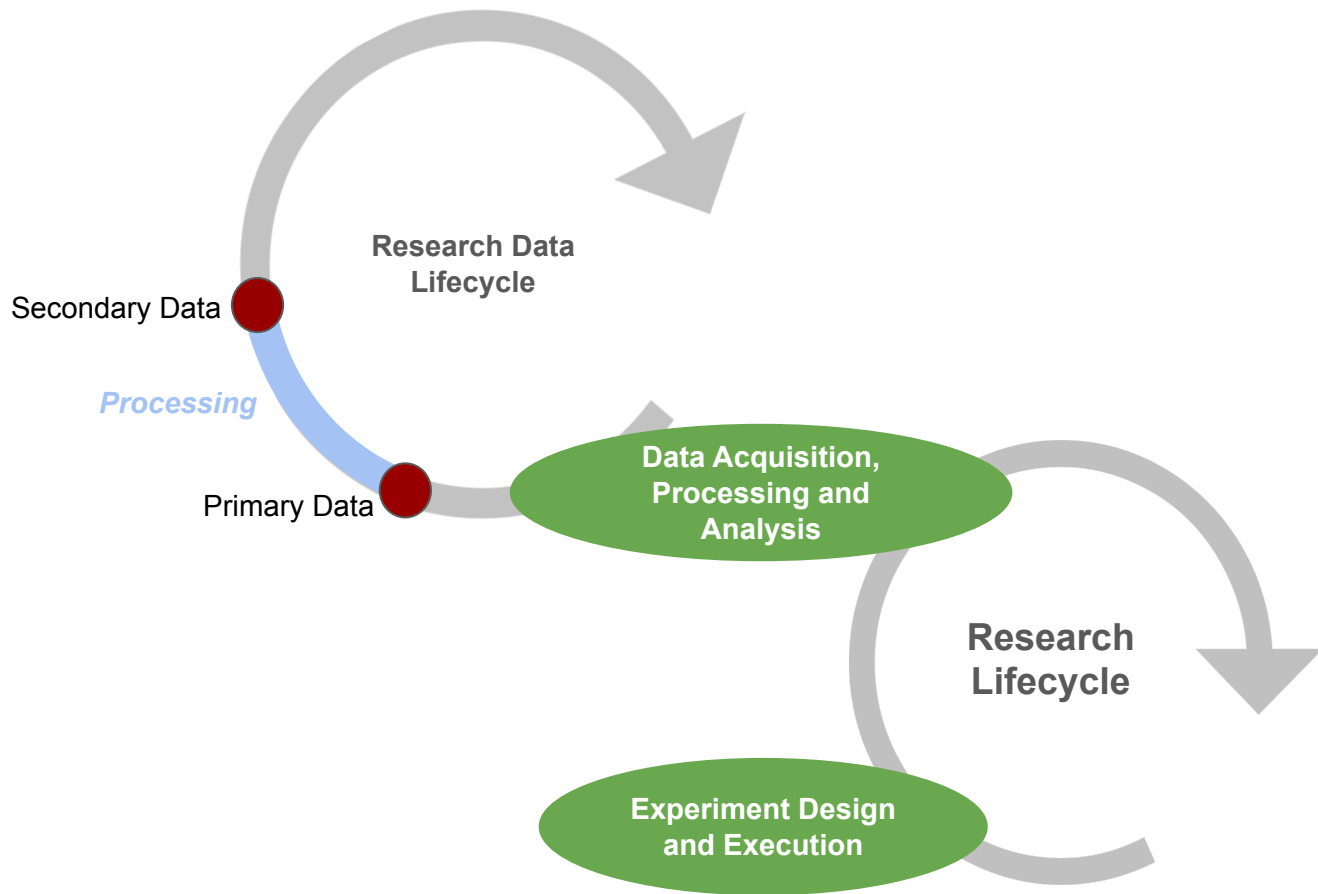 Research Data
Lifecycle
Secondary Data
Processing
Primary Data
Data Acquisition,
Processing and
Analysis
Research
Lifecycle
Experiment Design
and Execution